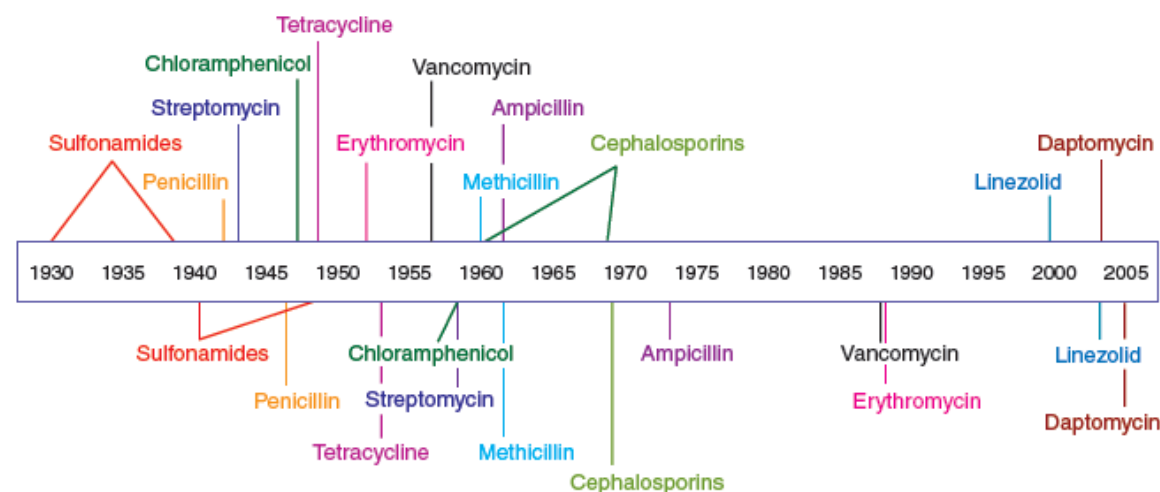 Tetracycline
Chloramphenicol
Vancomycin
Streptomycin
Ampicillin
Sulfonamides
Erythromycin
Cephalosporins
Daptomycin
Penicillin
Methicillin
Linezolid
1930 1935 1940 1945 1950 1955 1960 1965 1970 1975 1980 1985 1990 1995 2000 2005
Sulfonamides
Chloramphenicol
Ampicillin
Vancomycin
Linezolid
Penicillin
Streptomycin
Erythromycin
Daptomycin
Tetracycline
Methicillin
Cephalosporins